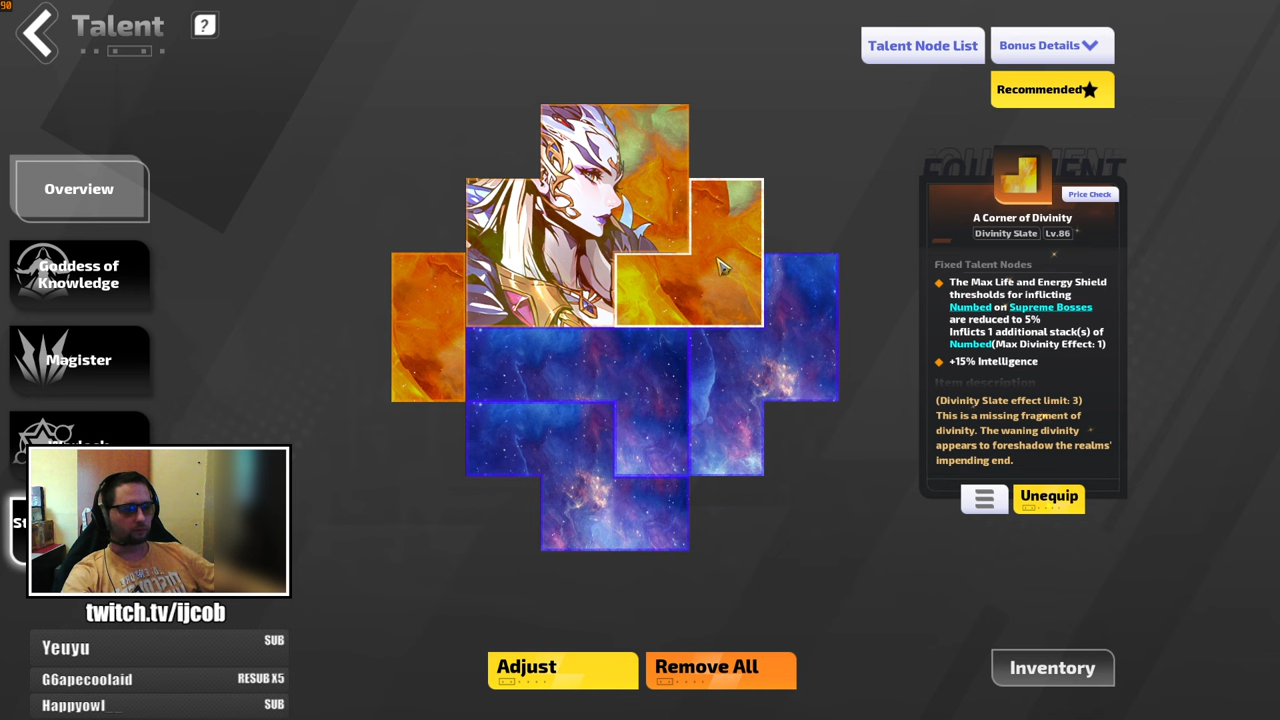 90
Talent
?
Talent Node List
Bonus Details
Recommended
Overview
Goddess of
Knowledge
Magister
Price Check
A Corner of Divinity
Divinity Slate
Lv.86
Fixed Talent Nodes
The Max Life and Energy Shield
thresholds for inflicting
Numbed on Supreme Bosses
are reduced to 5%
Inflicts 1 additional stack(s) of
Numbed(Max Divinity Effect: 1)
+15% Intelligence
Item description
(Divinity Slate effect limit: 3)
This is a missing fragment of
divinity. The waning divinity
appears to foreshadow the realms'
impending end.
Unequip
twitch.tv/ijcob
Yeuyu SUB
G6apecoolaid RESUB X5
Happyowl__ SUB
Adjust
Remove All
Inventory